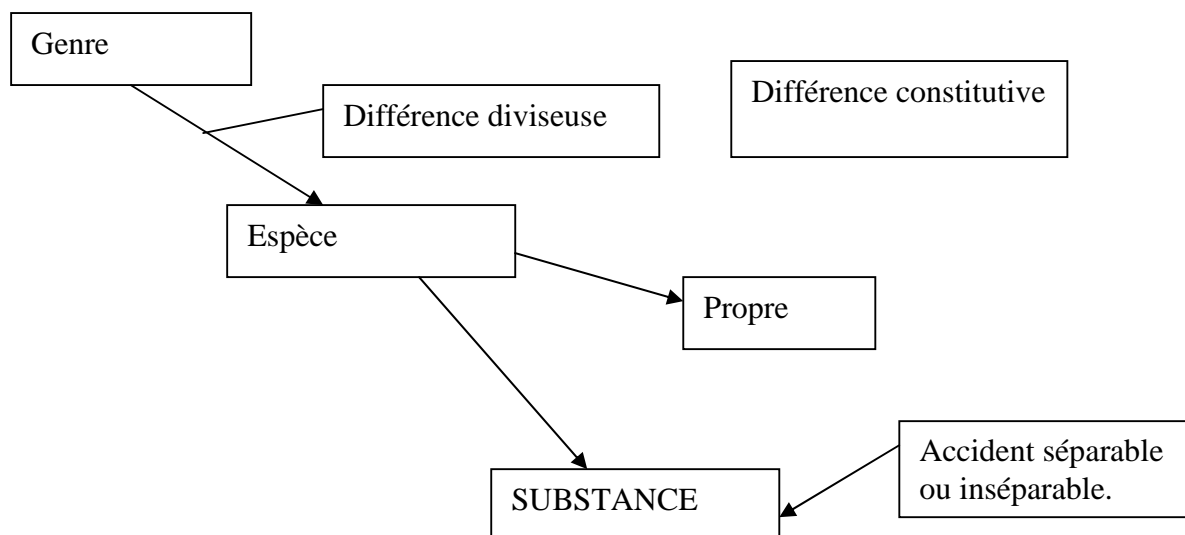 Genre
Différence diviseuse
Différence constitutive
Espèce
Propre
Accident séparable
ou inséparable.
SUBSTANCE